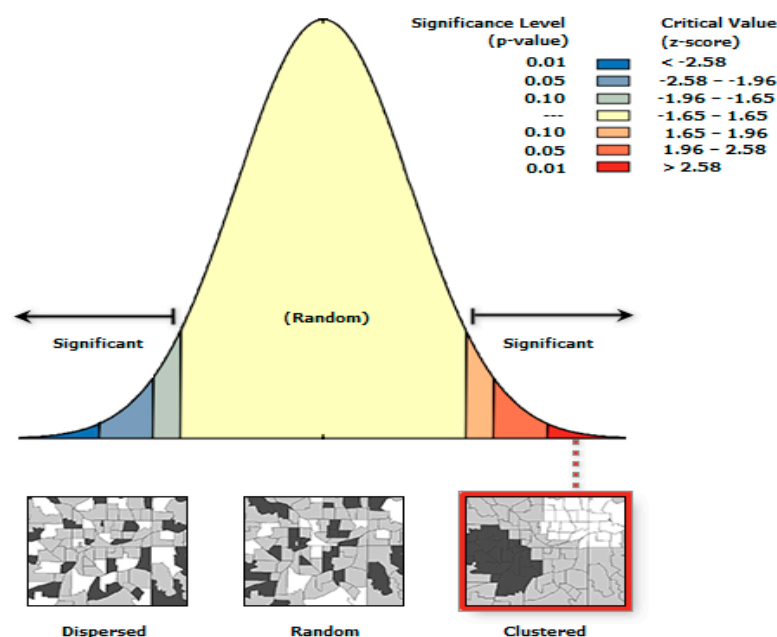 Significance Level Critical Value
(p-value) (z-score)
0.01 < -2.58
0.05 -2.58 – -1.96
0.10 -1.96 – -1.65
--- -1.65 – 1.65
0.10 1.65 – 1.96
0.05 1.96 – 2.58
0.01 > 2.58
(Random)
Significant Significant
Dispersed Random Clustered